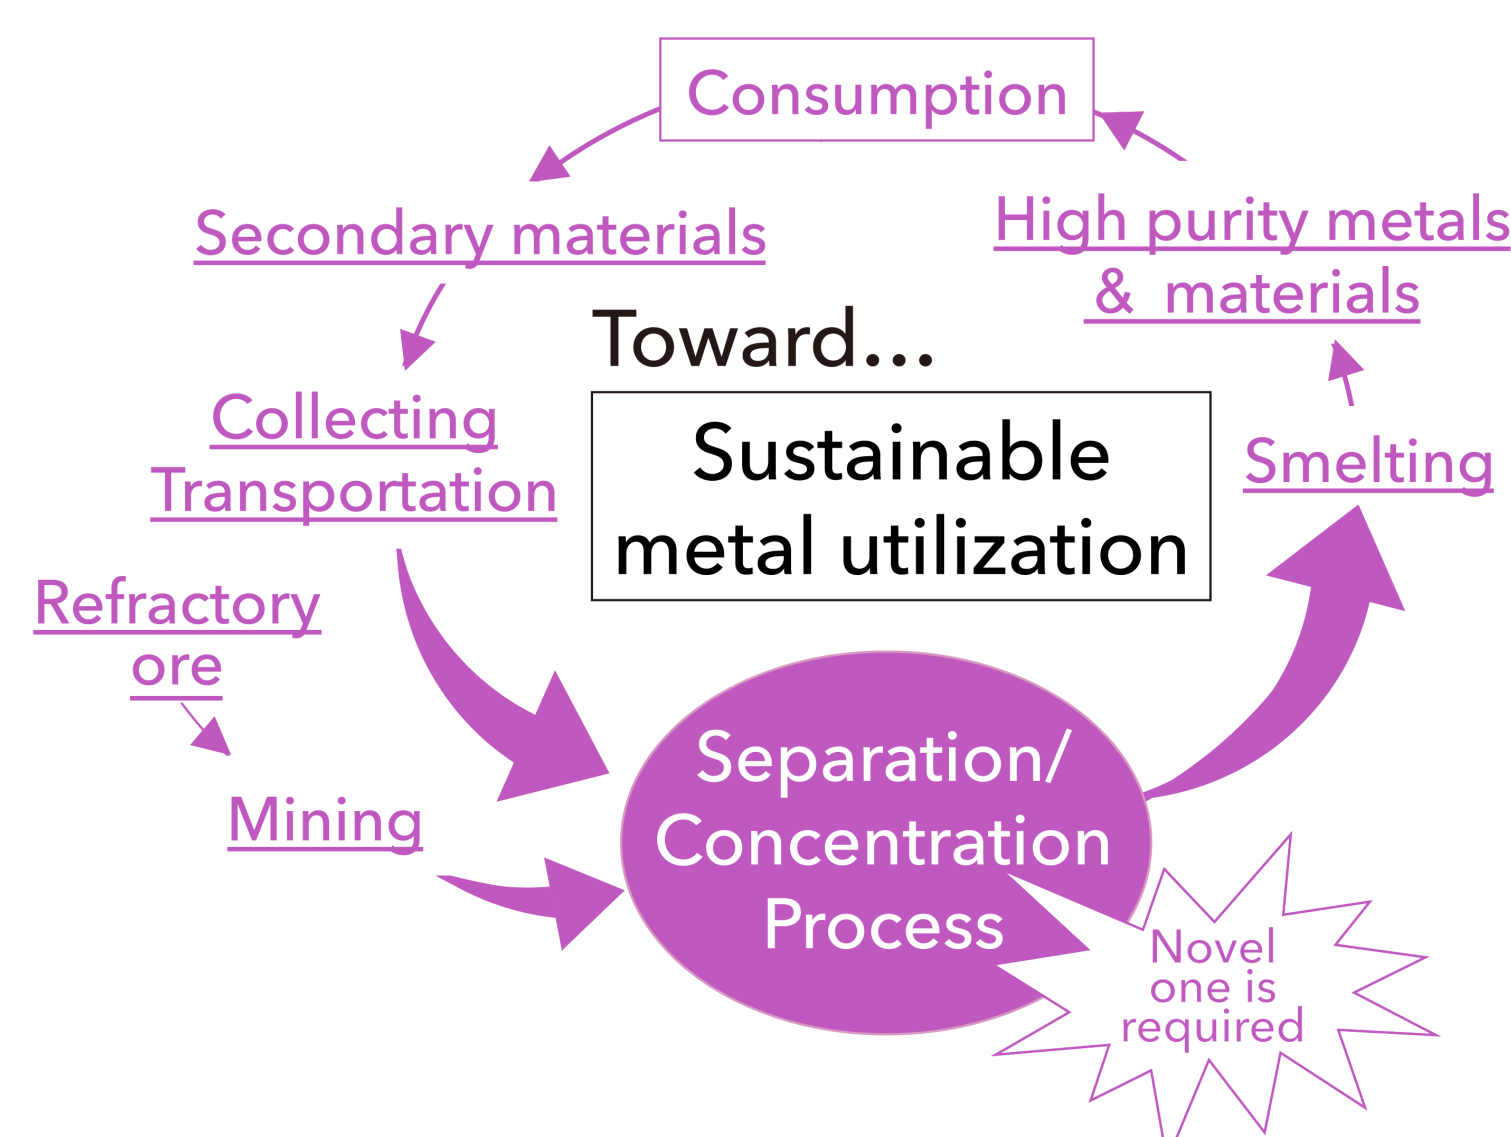 Consumption
Secondary materials
High purity metals
& materials
Toward...
Collecting
Transportation
Sustainable
metal utilization
Smelting
Refractory
ore
Mining
Separation/
Concentration
Process
Novel
one is
required